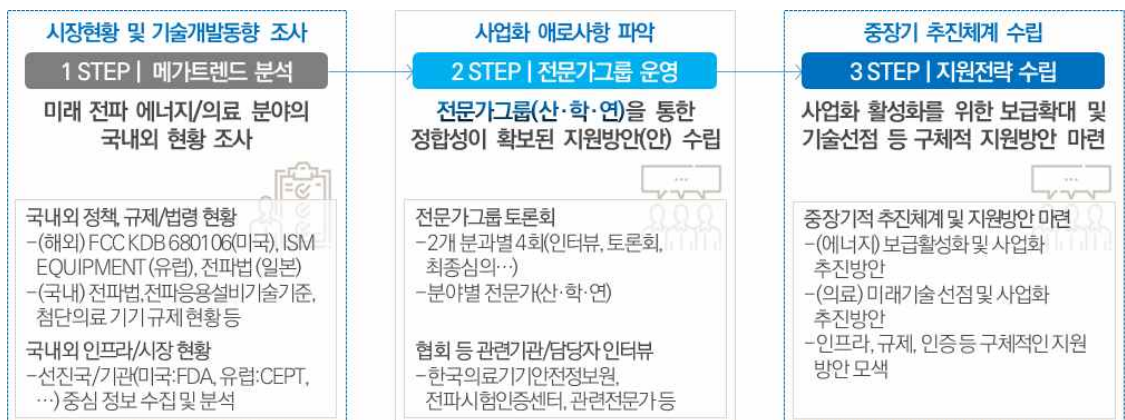 시장현황 및 기술개발동향 조사
1 STEP | 메가트렌드 분석
미래 전파 에너지/의료 분야의
국내외 현황 조사
국내외 정책, 규제/법령 현황
-(해외) FCC KDB 680106(미국), ISM
EQUIPMENT (유럽), 전파법 (일본)
-(국내) 전파법,전파응용설비기술기준,
첨단의료 기기 규제 현황 등
국내외 인프라/시장 현황
-선진국/기관(미국:FDA, 유럽:CEPT,
…) 중심 정보 수집 및 분석
사업화 애로사항 파악
2 STEP | 전문가그룹 운영
전문가그룹(산·학·연)을 통한
정합성이 확보된 지원방안(안) 수립
...
전문가그룹 토론회
-2개 분과별 4회(인터뷰, 토론회,
최종심의…)
-분야별 전문가(산·학·연)
협회 등 관련기관/담당자 인터뷰
-한국의료기기안전정보원,
전파시험인증센터, 관련전문가 등
중장기 추진체계 수립
3 STEP | 지원전략 수립
사업화 활성화를 위한 보급확대 및
기술선점 등 구체적 지원방안 마련
...
중장기적 추진체계 및 지원방안 마련
-(에너지) 보급활성화 및 사업화
추진방안
-(의료) 미래기술 선점 및 사업화
추진방안
-인프라, 규제, 인증 등 구체적인 지원
방안 모색